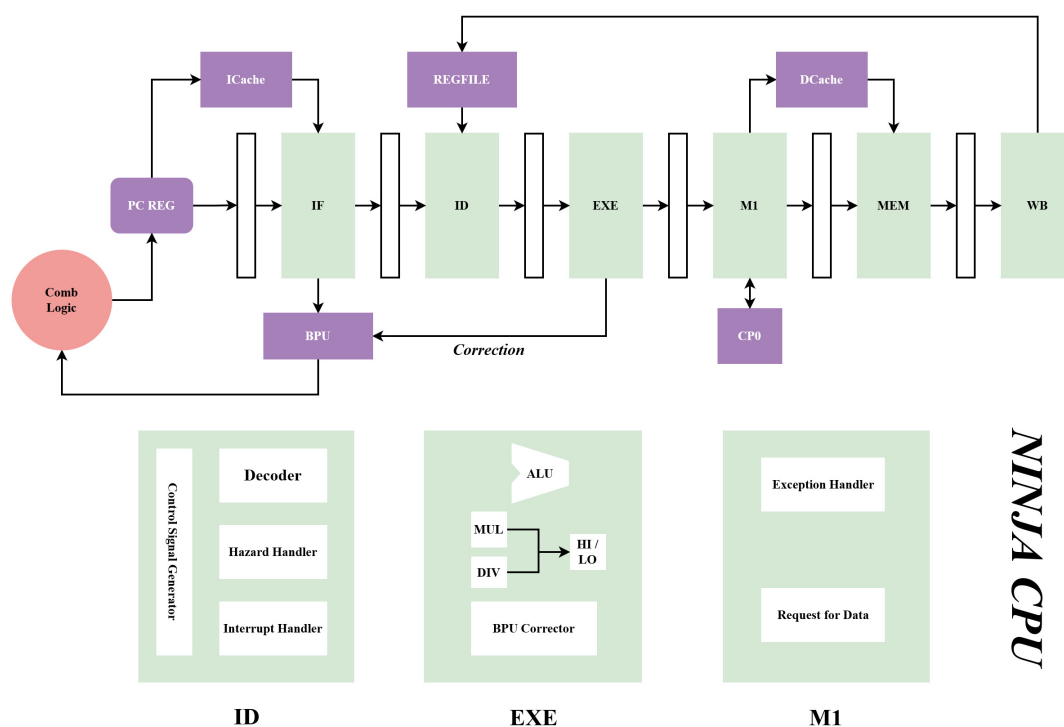 ICache
REGFILE
DCache
PC REG
IF
ID
EXE
M1
MEM
WB
Comb
Logic
BPU
Correction
CP0
Control Signal Generator
Decoder
Hazard Handler
Interrupt Handler
ID
ALU
MUL
DIV
HI /
LO
BPU Corrector
EXE
Exception Handler
Request for Data
M1
NINJA CPU